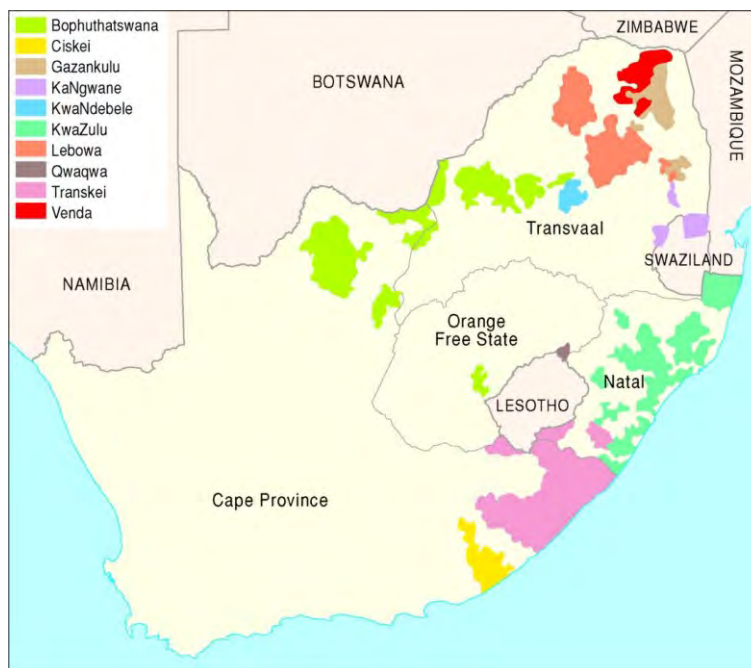 Bophuthatswana
Ciskei
Gazankulu
KaNgwane
KwaNdebele
KwaZulu
Lebowa
Qwaqwa
Transkei
Venda
ZIMBABWE
BOTSWANA
MOZAMBIQUE
Transvaal
SWAZILAND
NAMIBIA
Orange
Free State
Natal
LESOTHO
Cape Province